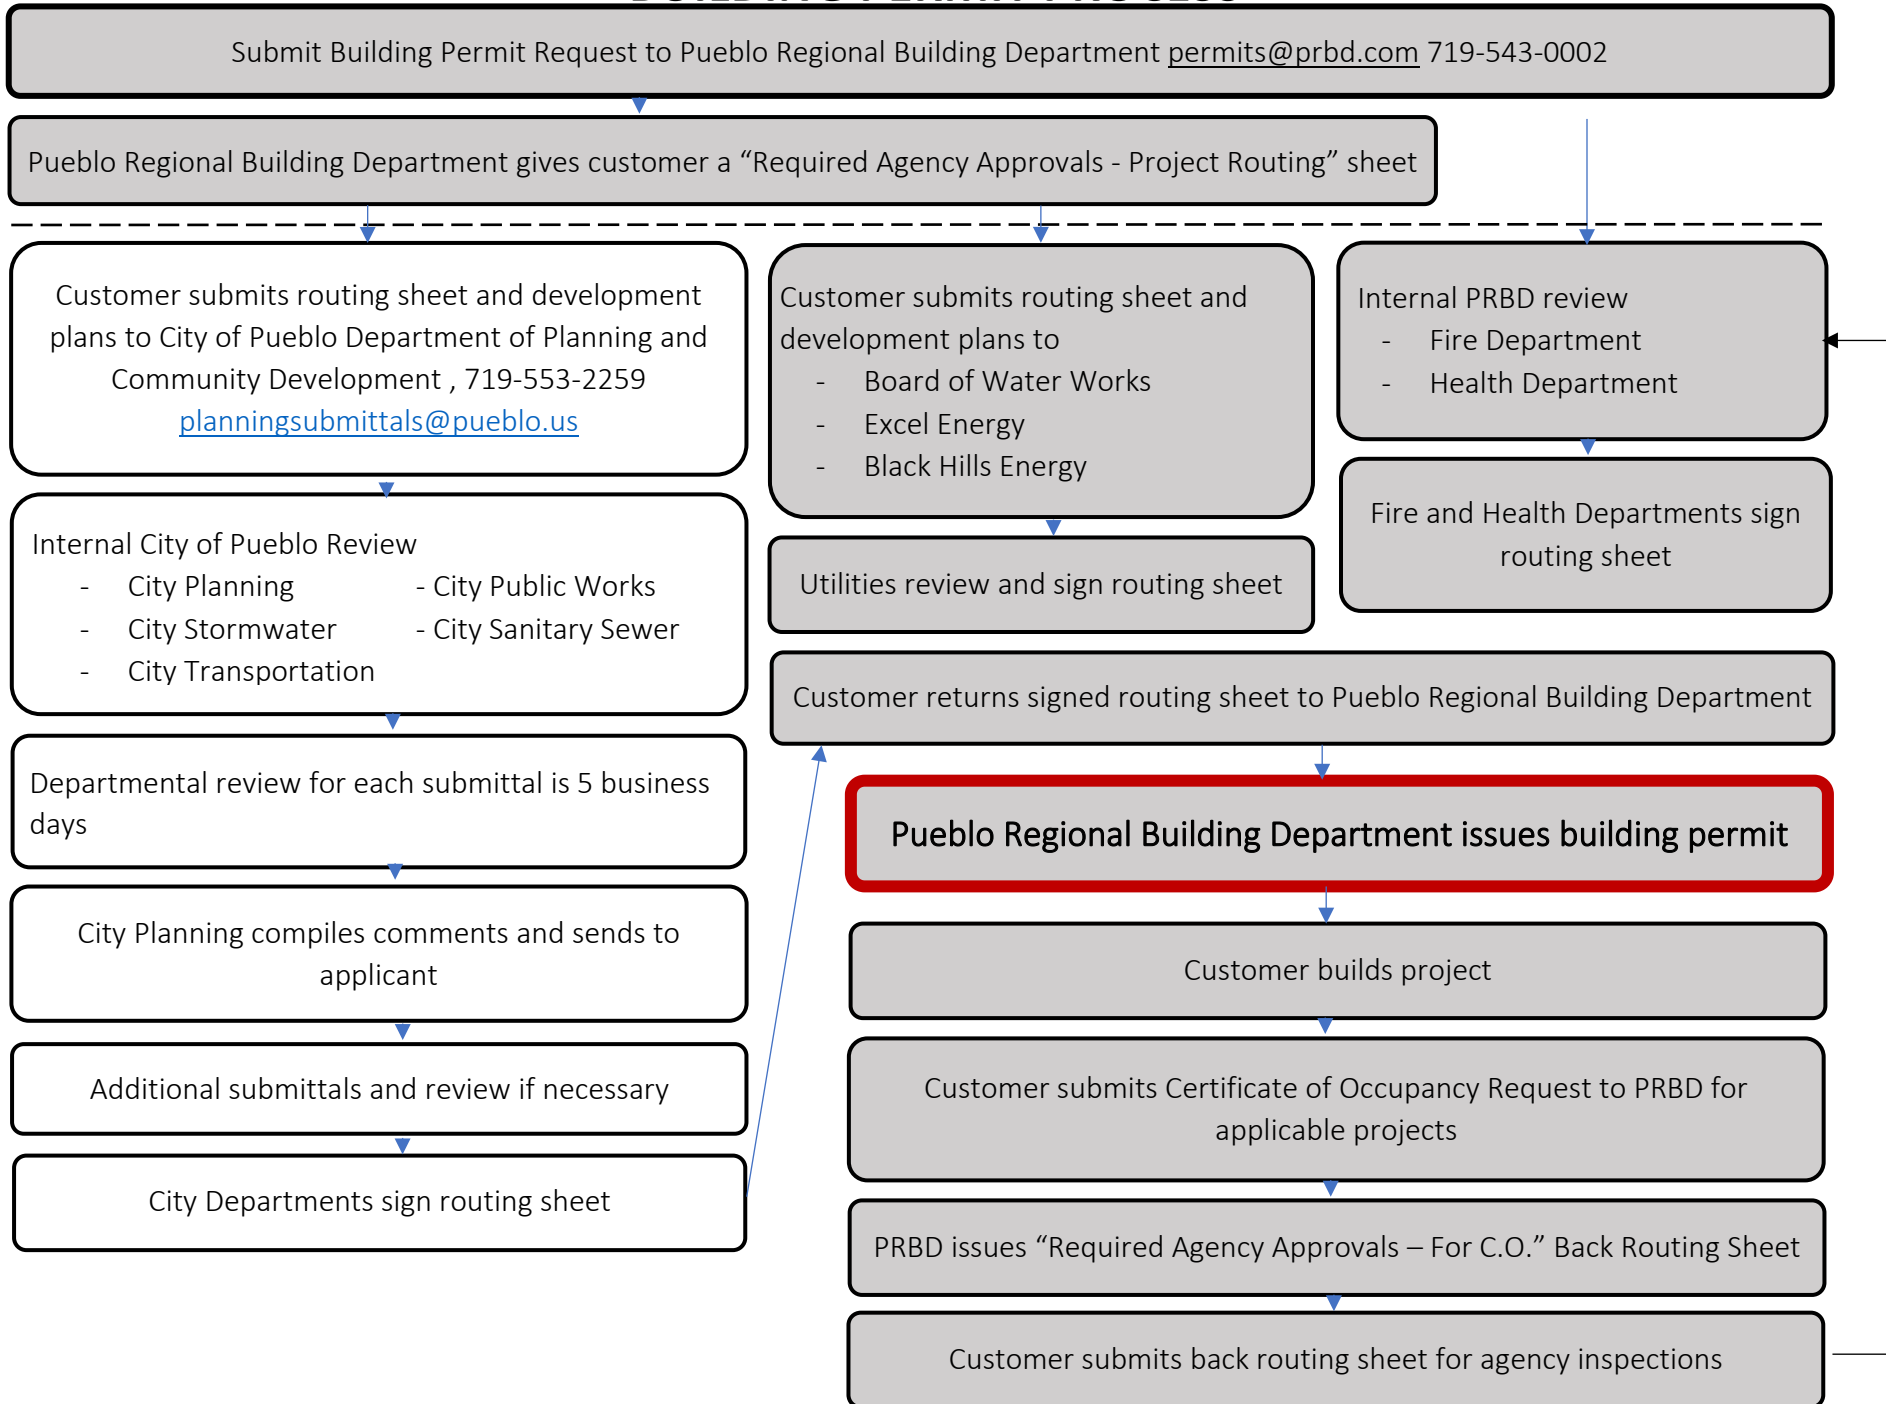 Submit Building Permit Request to Pueblo Regional Building Department permits@prbd.com 719-543-0002
Pueblo Regional Building Department gives customer a “Required Agency Approvals - Project Routing” sheet
Customer submits routing sheet and development
plans to City of Pueblo Department of Planning and
Community Development , 719-553-2259
planningsubmittals@pueblo.us
Internal City of Pueblo Review
- City Planning - City Public Works
- City Stormwater - City Sanitary Sewer
- City Transportation
Departmental review for each submittal is 5 business
days
City Planning compiles comments and sends to
applicant
Additional submittals and review if necessary
City Departments sign routing sheet
Customer submits routing sheet and
development plans to
- Board of Water Works
- Excel Energy
- Black Hills Energy
Utilities review and sign routing sheet
Internal PRBD review
- Fire Department
- Health Department
Fire and Health Departments sign
routing sheet
Customer returns signed routing sheet to Pueblo Regional Building Department
Pueblo Regional Building Department issues building permit
Customer builds project
Customer submits Certificate of Occupancy Request to PRBD for
applicable projects
PRBD issues “Required Agency Approvals – For C.O.” Back Routing Sheet
Customer submits back routing sheet for agency inspections